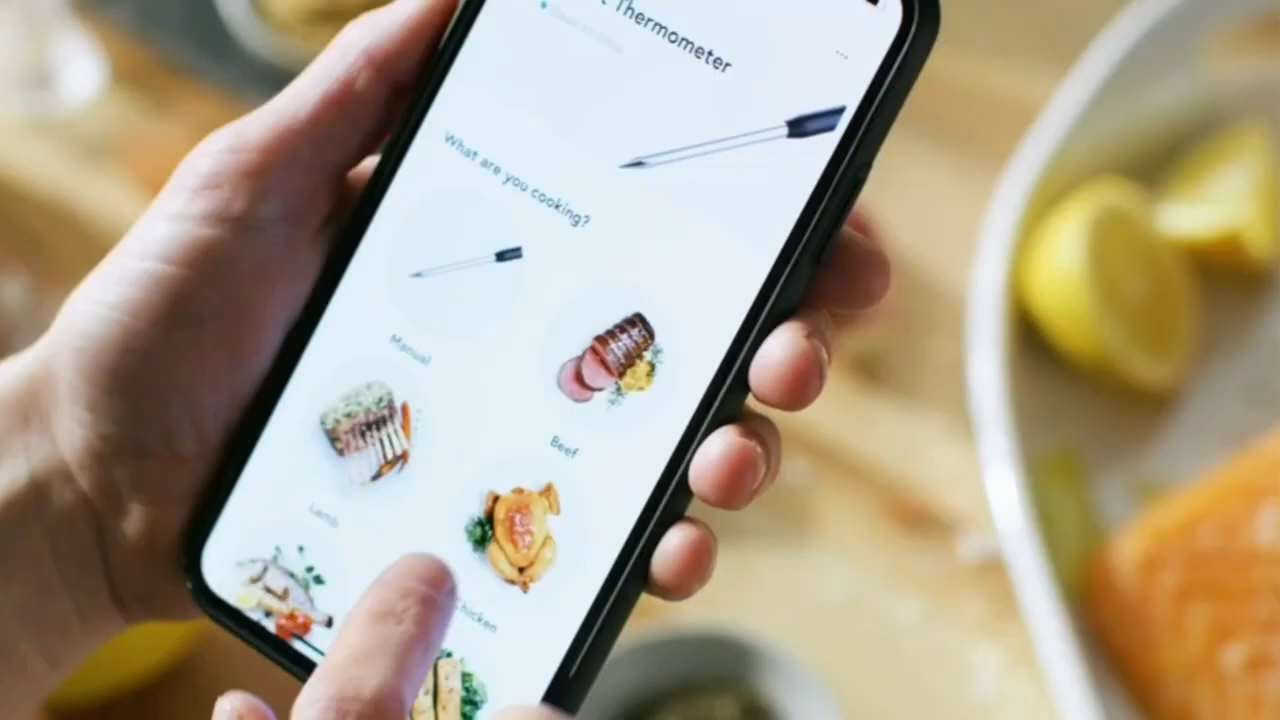 Thermometer
What are you cooking?
Manual
Beef
Lamb
Chicken